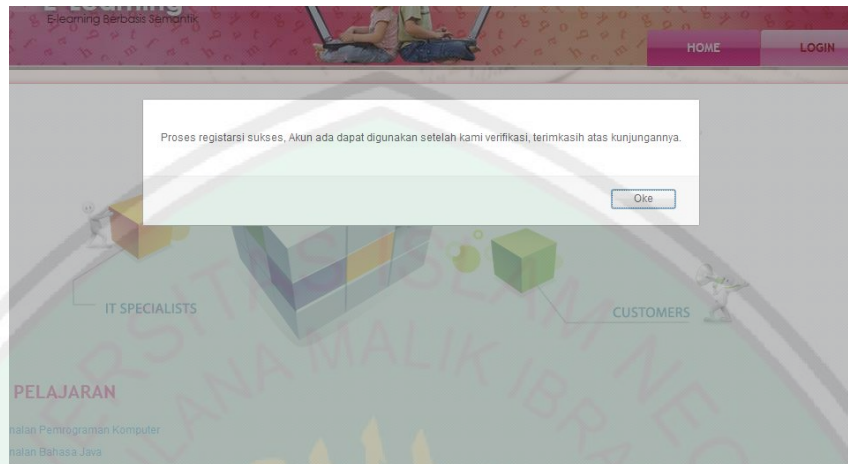 E-Learning
E-learning Berbasis Semantik
HOME
LOGIN
Proses registarsi sukses, Akun ada dapat digunakan setelah kami verifikasi, terimkasih atas kunjungannya.
Oke
IT SPECIALISTS
CUSTOMERS
PELAJARAN
nalan Pemrograman Komputer
nalan Bahasa Java